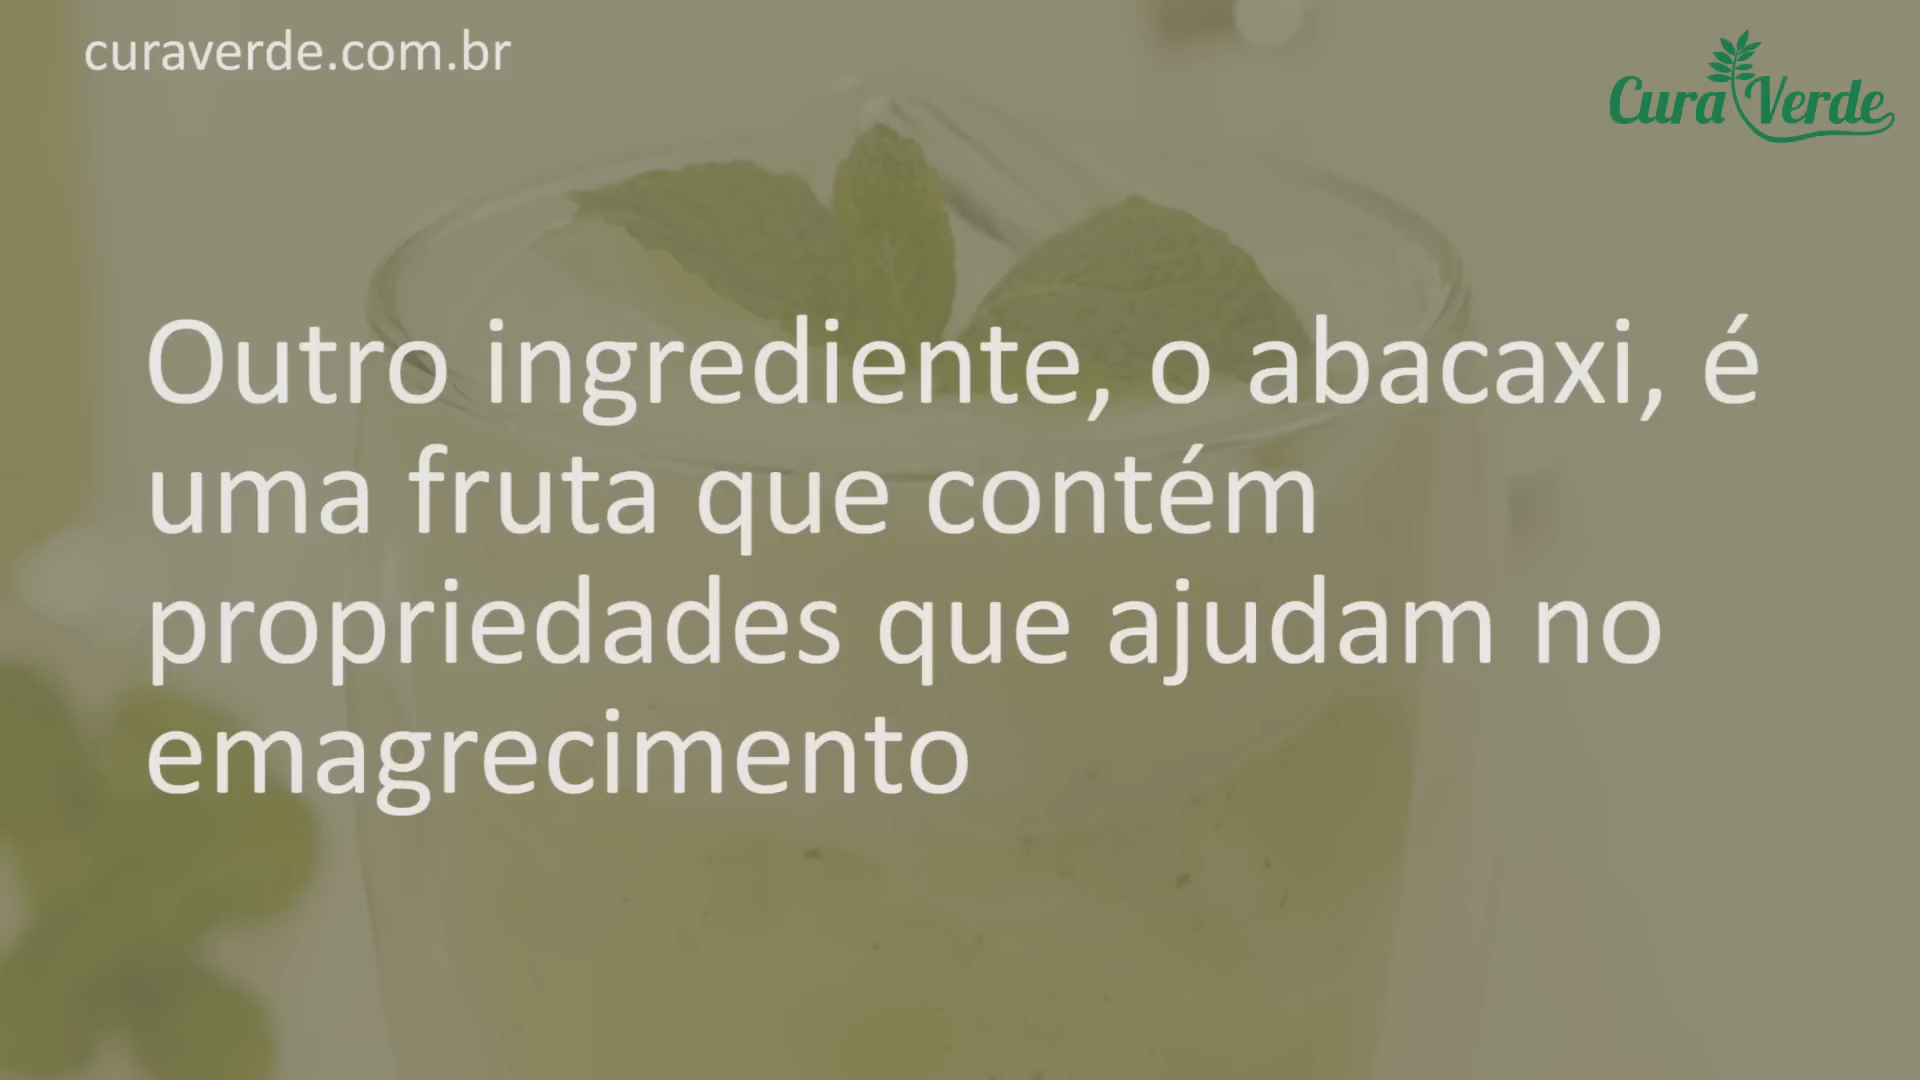 curaverde.com.br
Cura Verde
Outro ingrediente, o abacaxi, é
uma fruta que contém
propriedades que ajudam no
emagrecimento